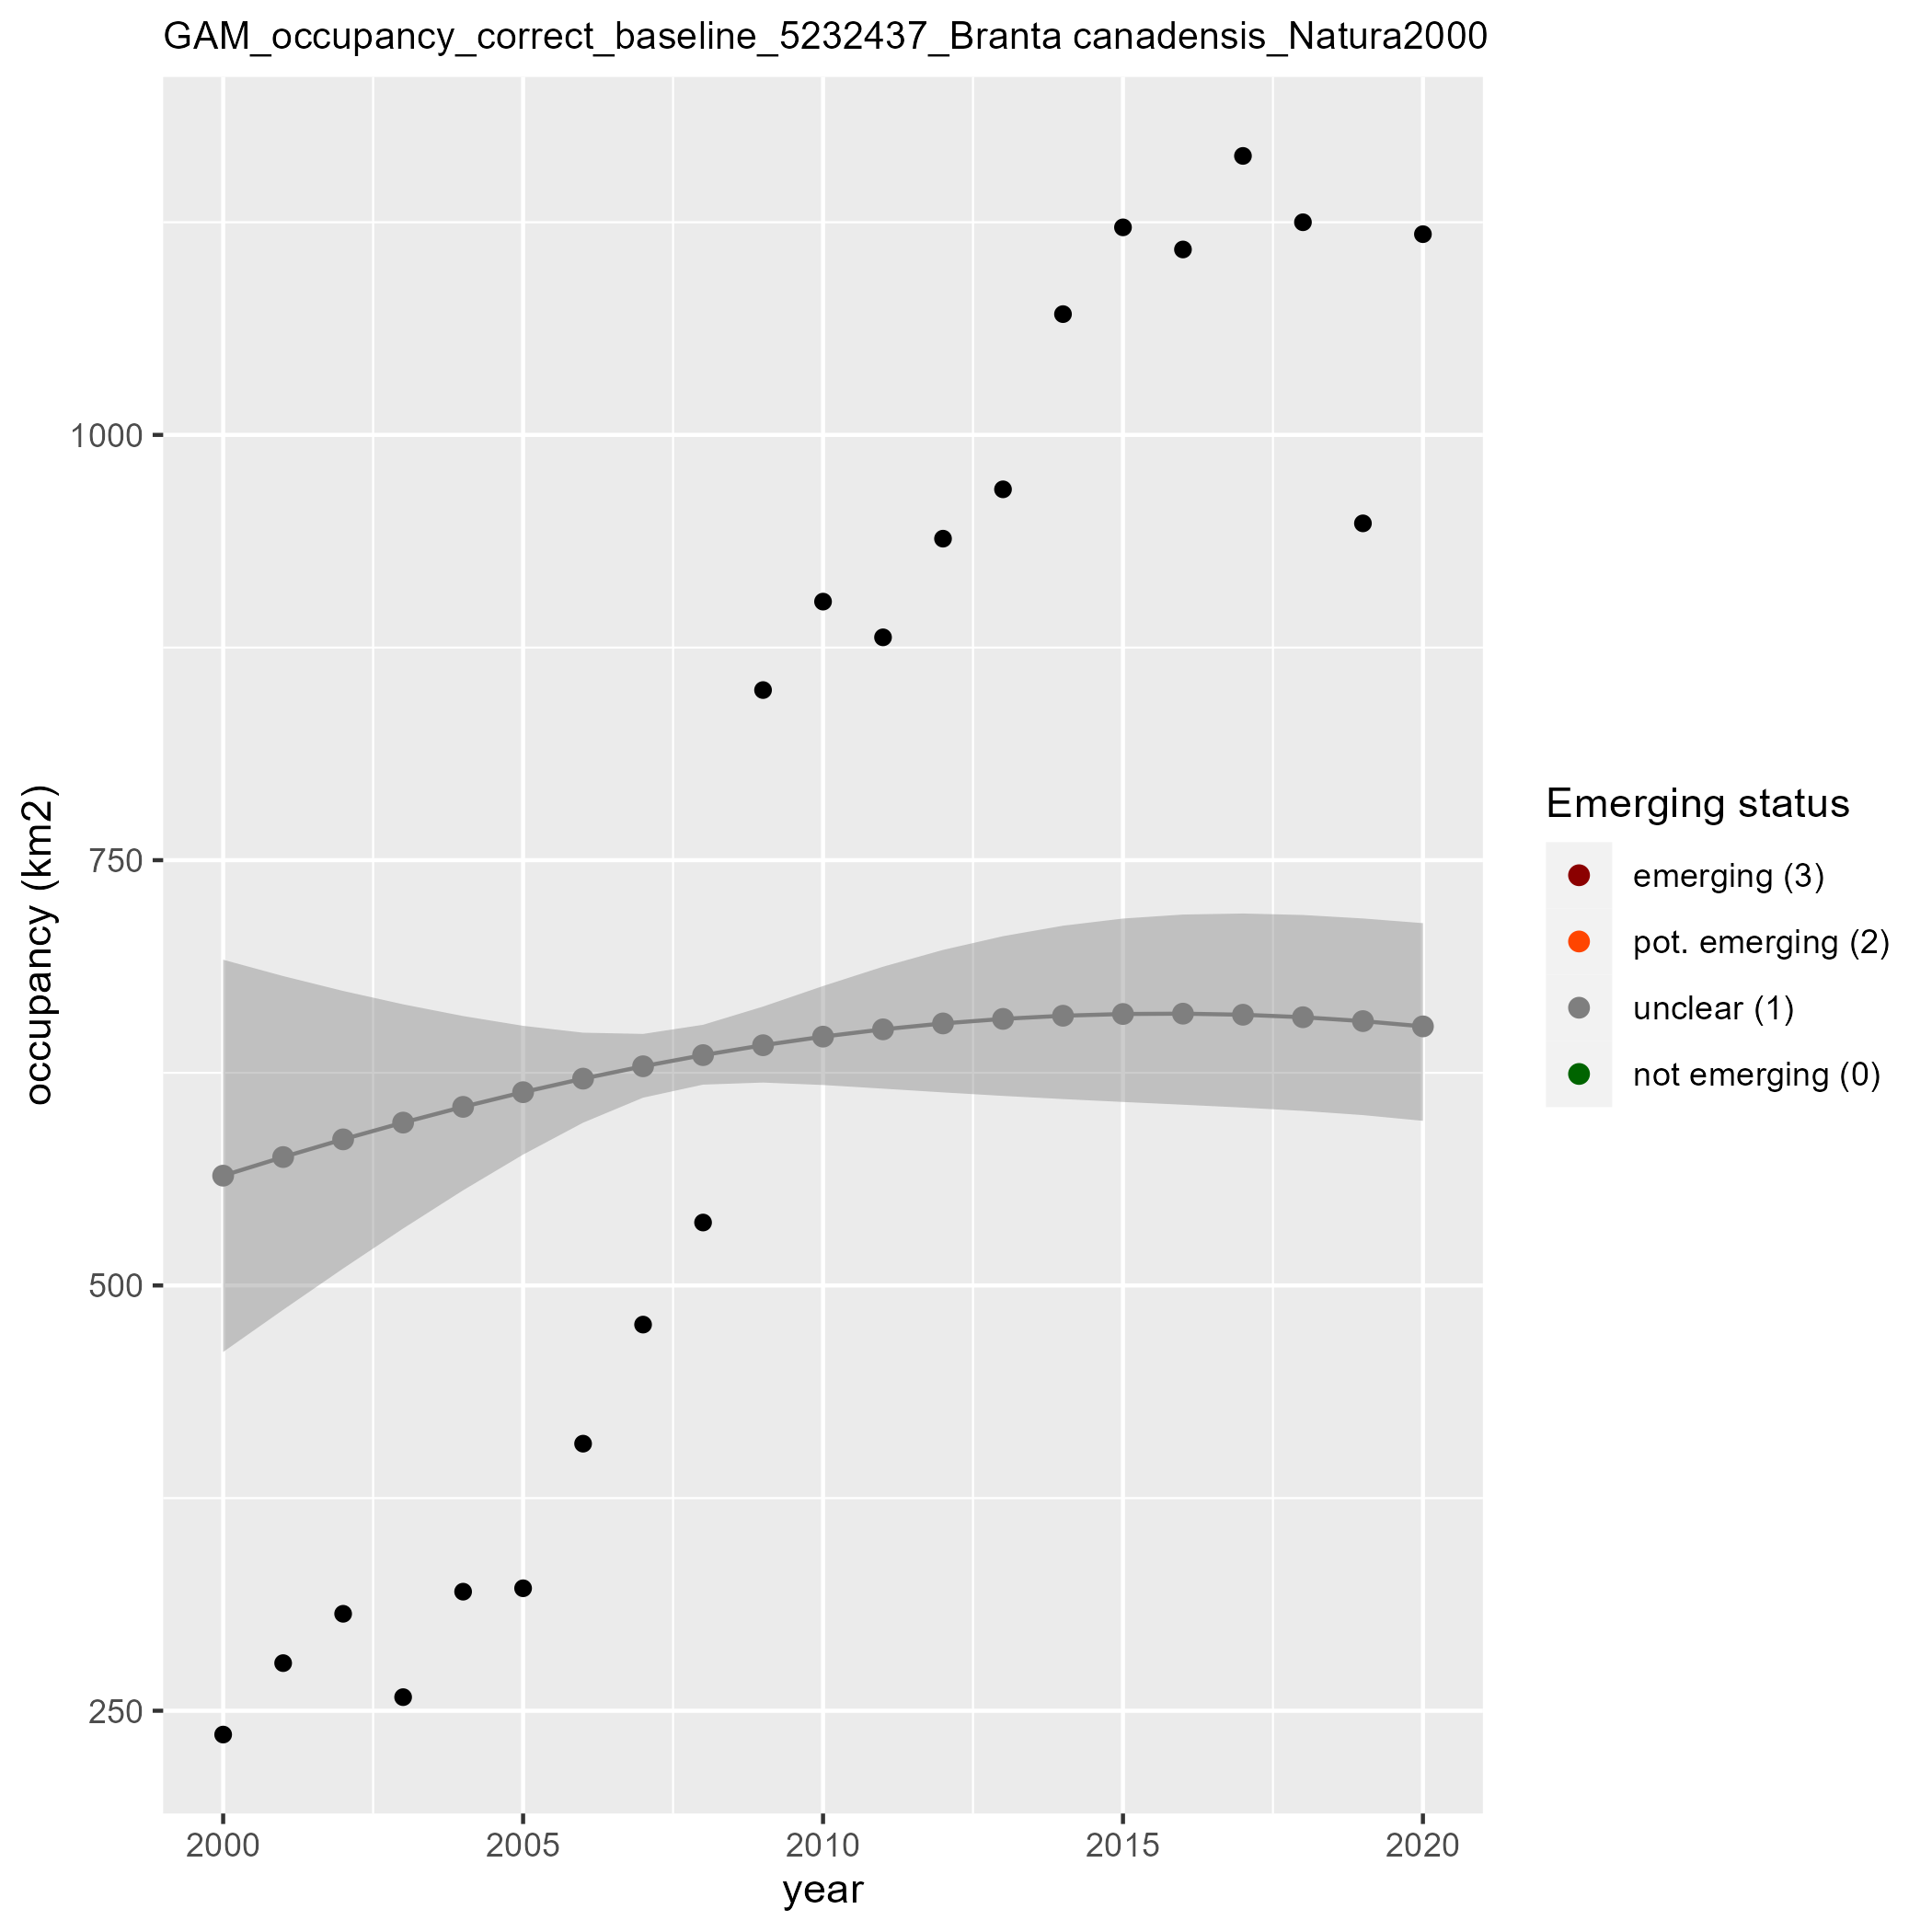 GAM_occupancy_correct_baseline_5232437_Branta canadensis_Natura2000
occupancy (km2)
1000
750
500
250
2000
2005
2010
2015
2020
year
Emerging status
emerging (3)
pot. emerging (2)
unclear (1)
not emerging (0)